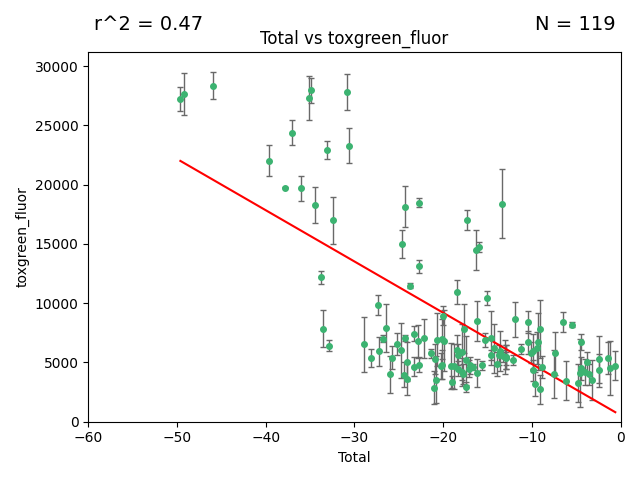 r^2 = 0.47
N = 119
Total vs toxgreen_fluor
30000
25000
20000
15000
10000
5000
0
toxgreen_fluor
−60
−50
−40
−30
−20
−10
0
Total